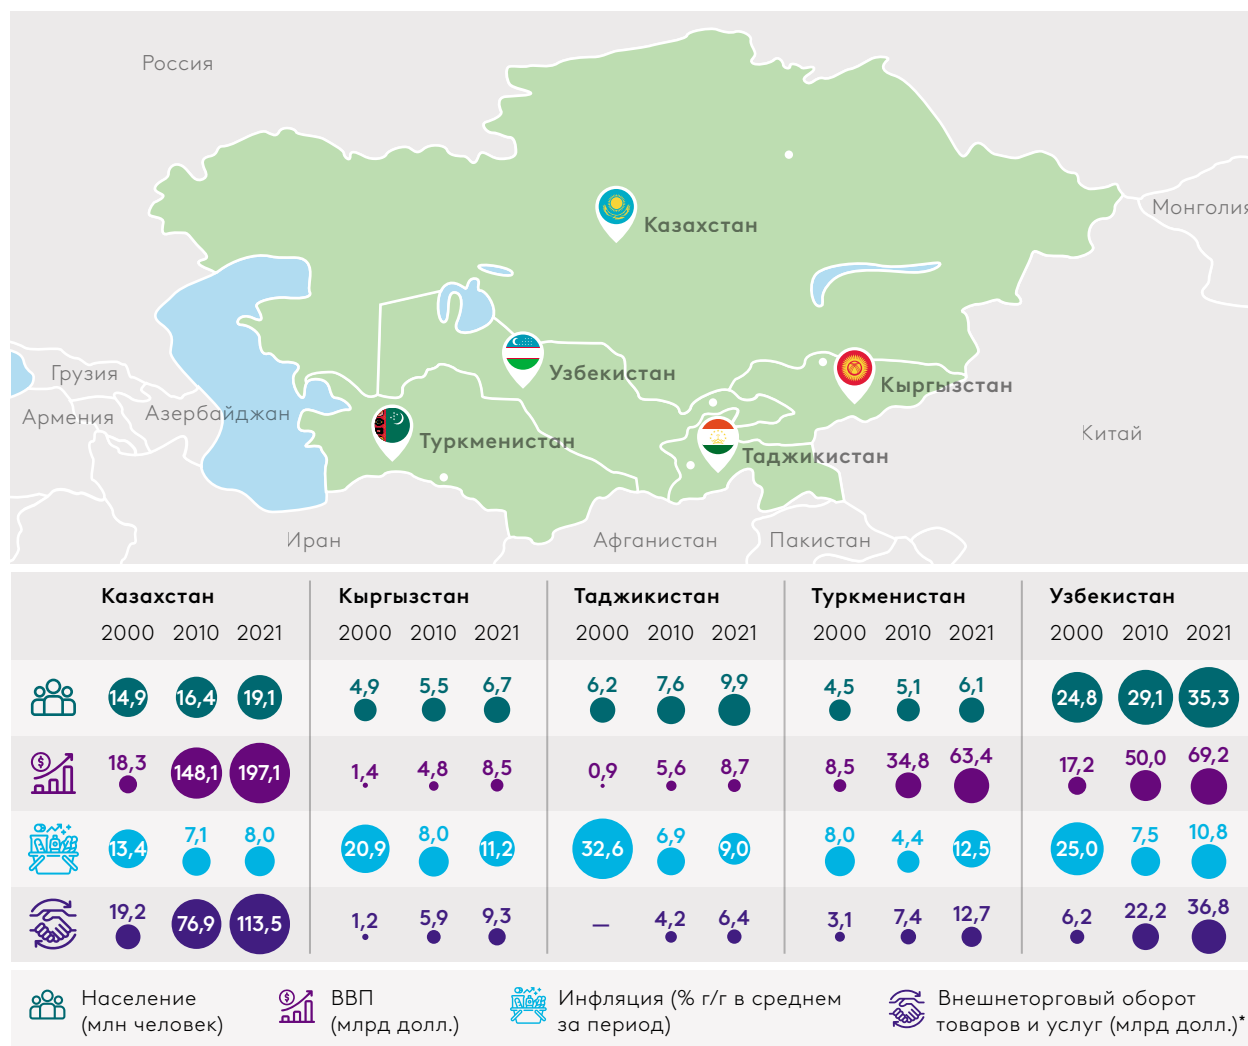 Россия
Монголия
Казахстан
Грузия
Узбекистан
Кыргызстан
Армения
Азербайджан
Туркменистан
Китай
Таджикистан
Иран
Афганистан
Пакистан
Казахстан Кыргызстан Таджикистан Туркменистан Узбекистан
2000 2010 2021 2000 2010 2021 2000 2010 2021 2000 2010 2021 2000 2010 2021
14,9 16,4 19,1 4,9 5,5 6,7 6,2 7,6 9,9 4,5 5,1 6,1 24,8 29,1 35,3
18,3 148,1 197,1 1,4 4,8 8,5 0,9 5,6 8,7 8,5 34,8 63,4 17,2 50,0 69,2
13,4 7,1 8,0 20,9 8,0 11,2 32,6 6,9 9,0 8,0 4,4 12,5 25,0 7,5 10,8
19,2 76,9 113,5 1,2 5,9 9,3 — 4,2 6,4 3,1 7,4 12,7 6,2 22,2 36,8
Население
(млн человек)
ВВП
(млрд долл.)
Инфляция (% г/г в среднем
за период)
Внешнеторговый оборот
товаров и услуг (млрд долл.)*